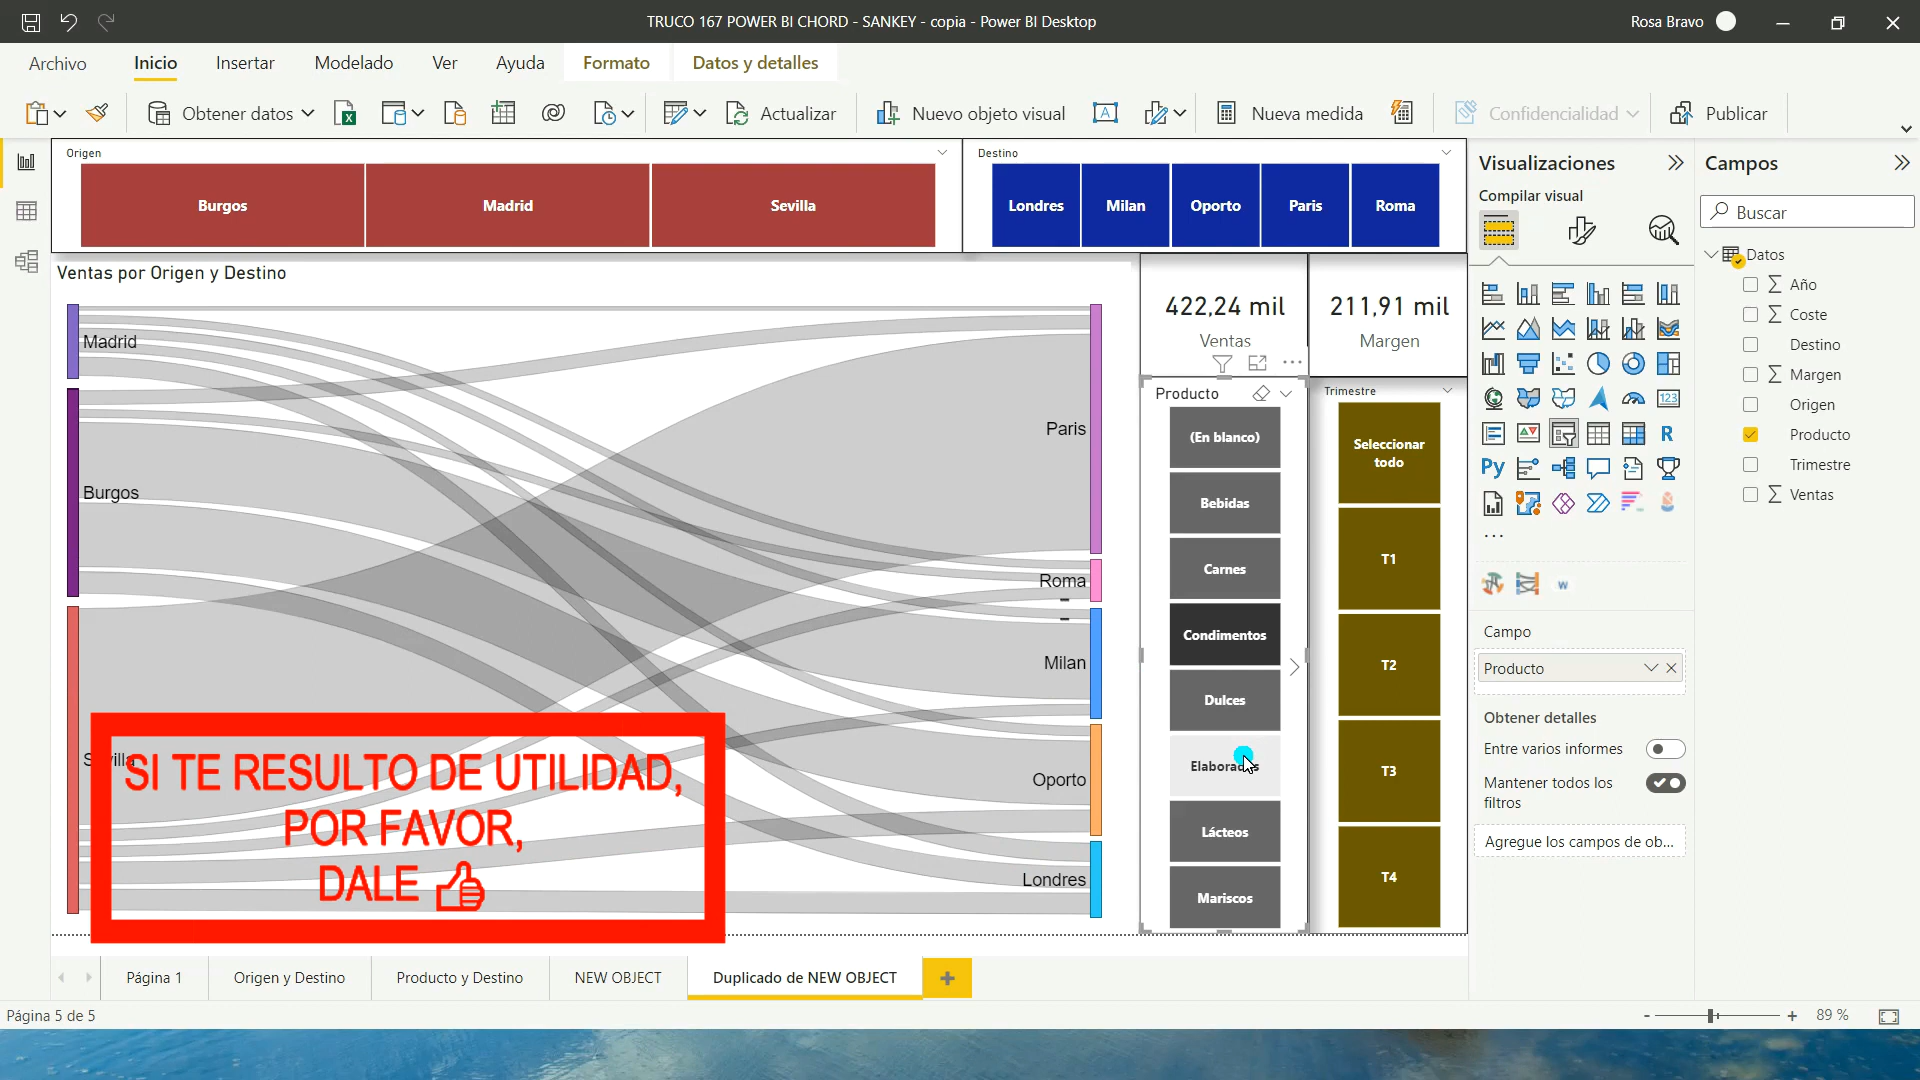 TRUCO 167 POWER BI CHORD - SANKEY - copia - Power BI Desktop
Rosa Bravo
Archivo
Inicio
Insertar
Modelado
Ver
Ayuda
Formato
Datos y detalles
Obtener datos
Actualizar
Nuevo objeto visual
Nueva medida
Confidencialidad
Publicar
Origen
Burgos
Madrid
Sevilla
Destino
Londres
Milan
Oporto
Paris
Roma
Ventas por Origen y Destino
Madrid
Burgos
Sevilla
Paris
Roma
Milan
Oporto
Londres
SI TE RESULTO DE UTILIDAD,
POR FAVOR,
DALE
422,24 mil
Ventas
211,91 mil
Margen
Producto
(En blanco)
Bebidas
Carnes
Condimentos
Dulces
Elaborados
Lácteos
Mariscos
Trimestre
Seleccionar
todo
T1
T2
T3
T4
Visualizaciones
Compilar visual
123
R
Py
W
Campo
Producto
Obtener detalles
Entre varios informes
Mantener todos los
filtros
Agregue los campos de ob...
Campos
Buscar
Datos
Año
Coste
Destino
Margen
Origen
Producto
Trimestre
Ventas
Página 1
Origen y Destino
Producto y Destino
NEW OBJECT
Duplicado de NEW OBJECT
Página 5 de 5
89 %